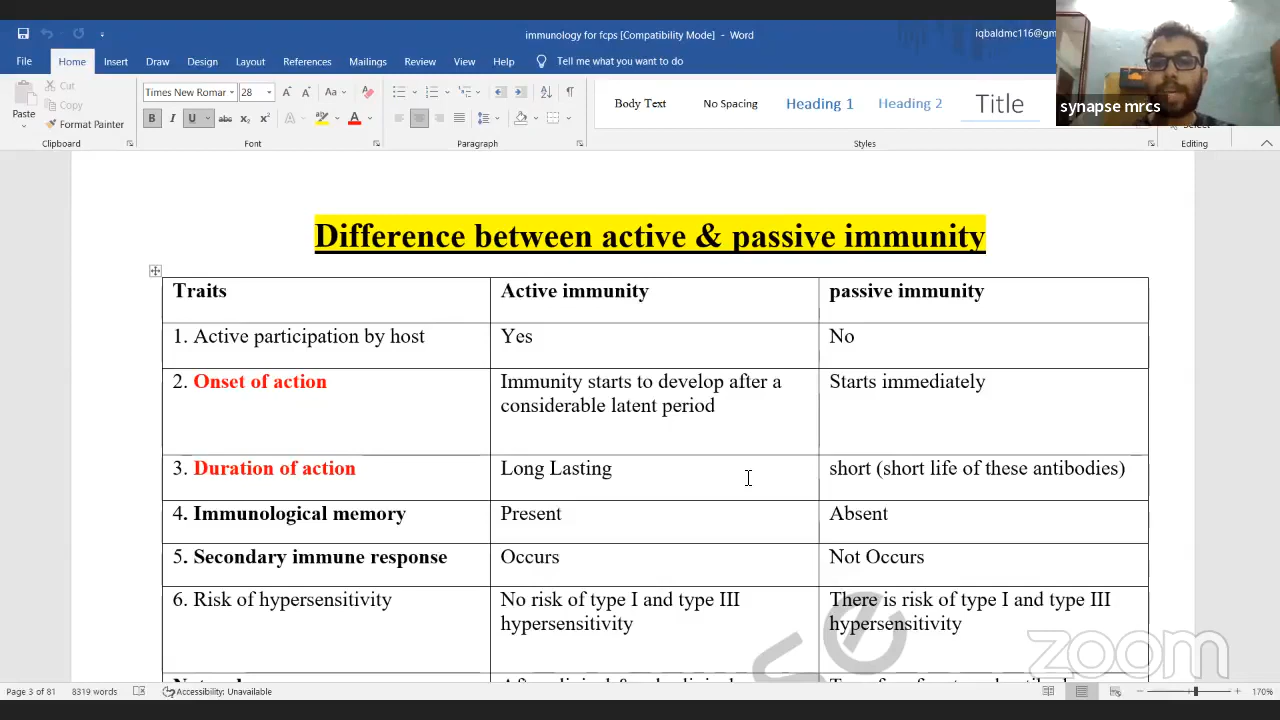 immunology for fcps [Compatibility Mode] - Word
iqbaldmc116@gm
File Home Insert Draw Design Layout References Mailings Review View Help Tell me what you want to do
synapse mrcs
Paste
Cut
Copy
Format Painter
Times New Romar 28
Body Text No Spacing Heading 1 Heading 2 Title
Clipboard Font Paragraph Styles Editing
Difference between active & passive immunity
Traits Active immunity passive immunity
1. Active participation by host Yes No
2. Onset of action Immunity starts to develop after a Starts immediately
considerable latent period
3. Duration of action Long Lasting short (short life of these antibodies)
4. Immunological memory Present Absent
5. Secondary immune response Occurs Not Occurs
6. Risk of hypersensitivity No risk of type I and type III There is risk of type I and type III
hypersensitivity hypersensitivity
zoom
Page 3 of 81 8319 words Accessibility: Unavailable 170%